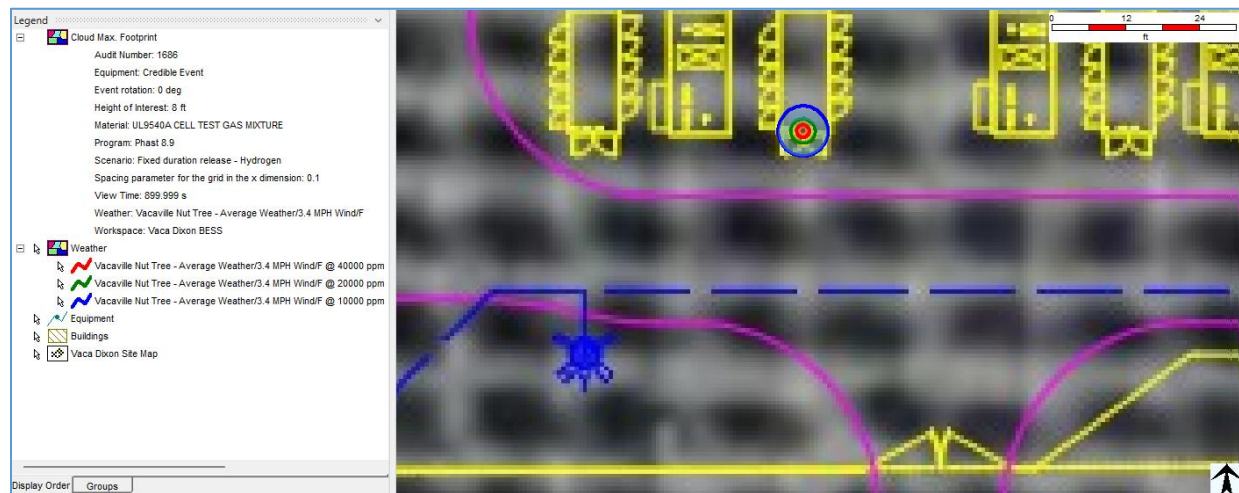 Legend
Cloud Max. Footprint
Audit Number: 1686
Equipment: Credible Event
Event rotation: 0 deg
Height of Interest: 8 ft
Material: UL9540A CELL TEST GAS MIXTURE
Program: Phast 8.9
Scenario: Fixed duration release - Hydrogen
Spacing parameter for the grid in the x dimension: 0.1
View Time: 899.999 s
Weather: Vacaville Nut Tree - Average Weather/3.4 MPH Wind/F
Workspace: Vaca Dixon BESS
Weather
Vacaville Nut Tree - Average Weather/3.4 MPH Wind/F @ 40000 ppm
Vacaville Nut Tree - Average Weather/3.4 MPH Wind/F @ 20000 ppm
Vacaville Nut Tree - Average Weather/3.4 MPH Wind/F @ 10000 ppm
Equipment
Buildings
Vaca Dixon Site Map
Display Order Groups
0 12 24
ft